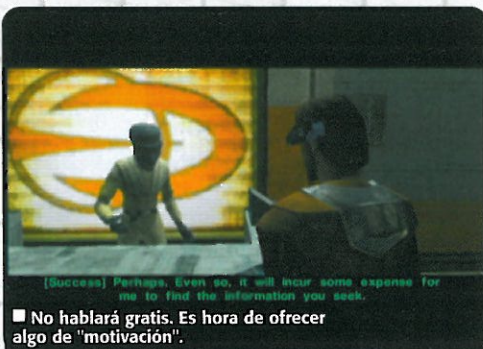 [Success] Perhaps. Even so, it will incur some expense for
me to find the information you seek.
■ No hablará gratis. Es hora de ofrecer
algo de "motivación".